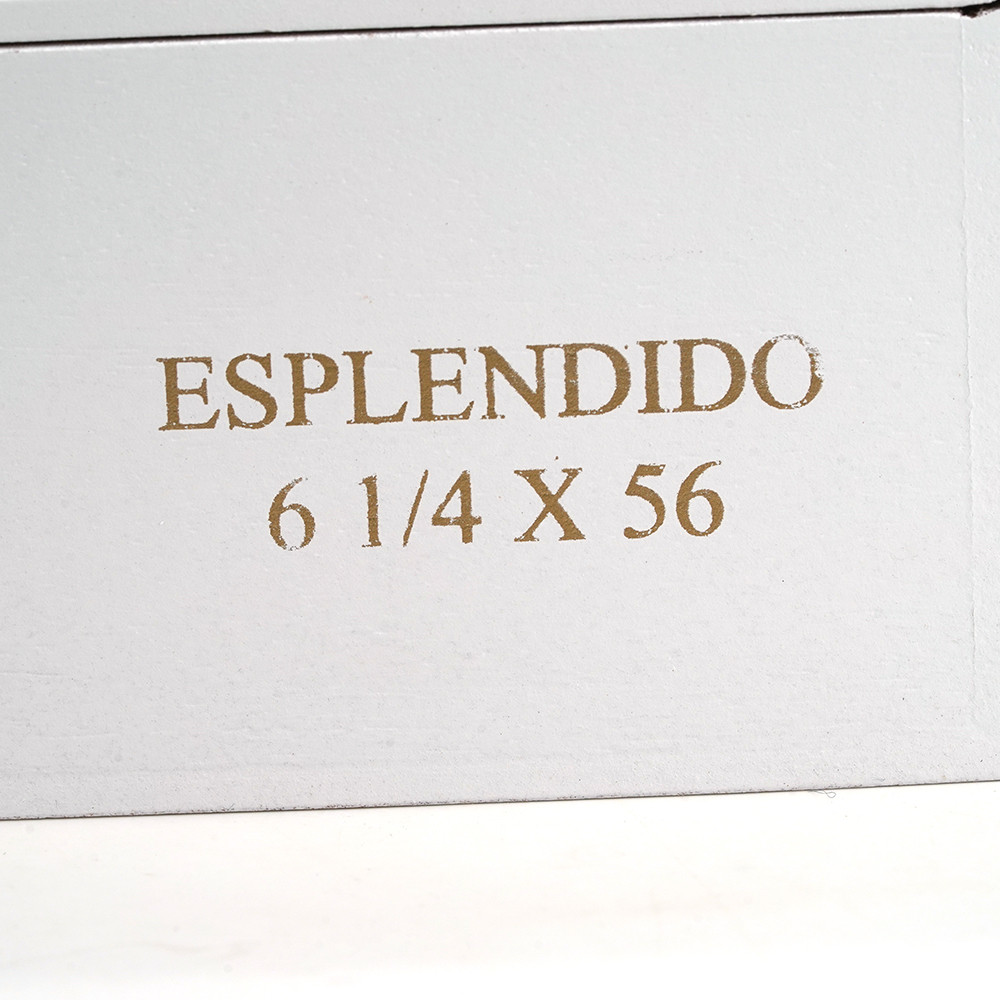 ESPLENDIDO
6 1/4 X 56